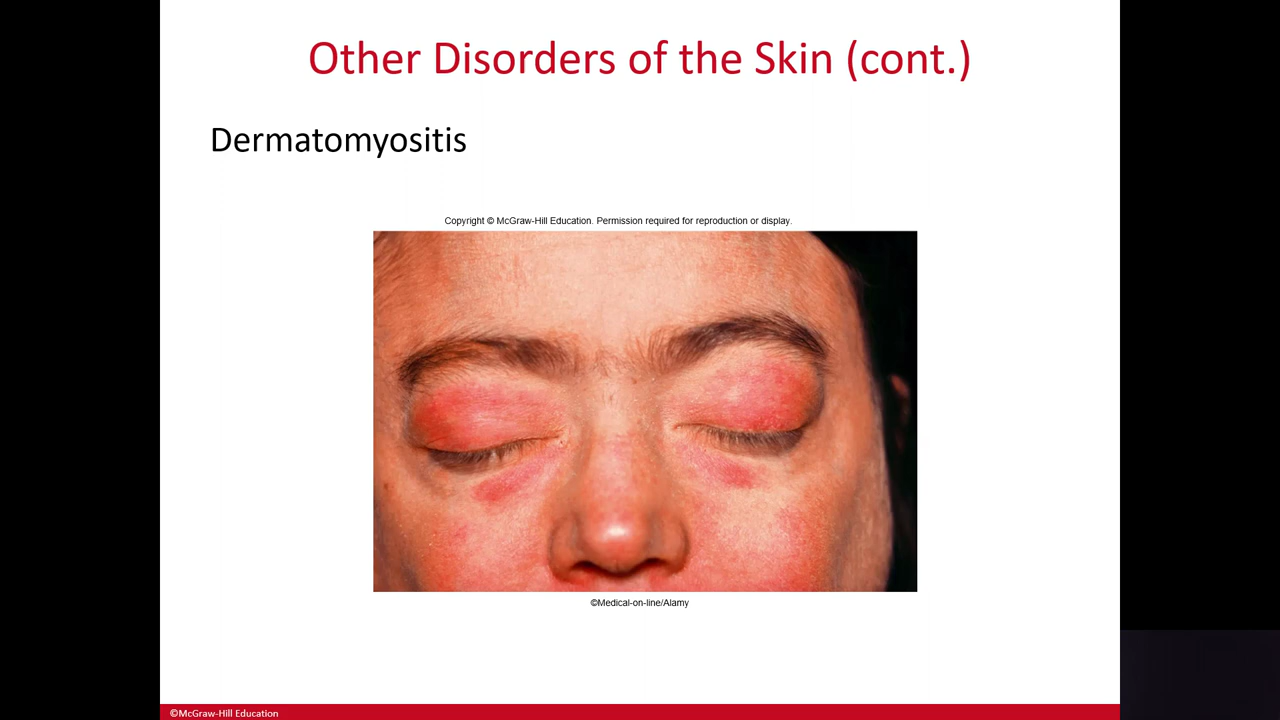 Other Disorders of the Skin (cont.)
Dermatomyositis
Copyright © McGraw-Hill Education. Permission required for reproduction or display.
©Medical-on-line/Alamy
©McGraw-Hill Education